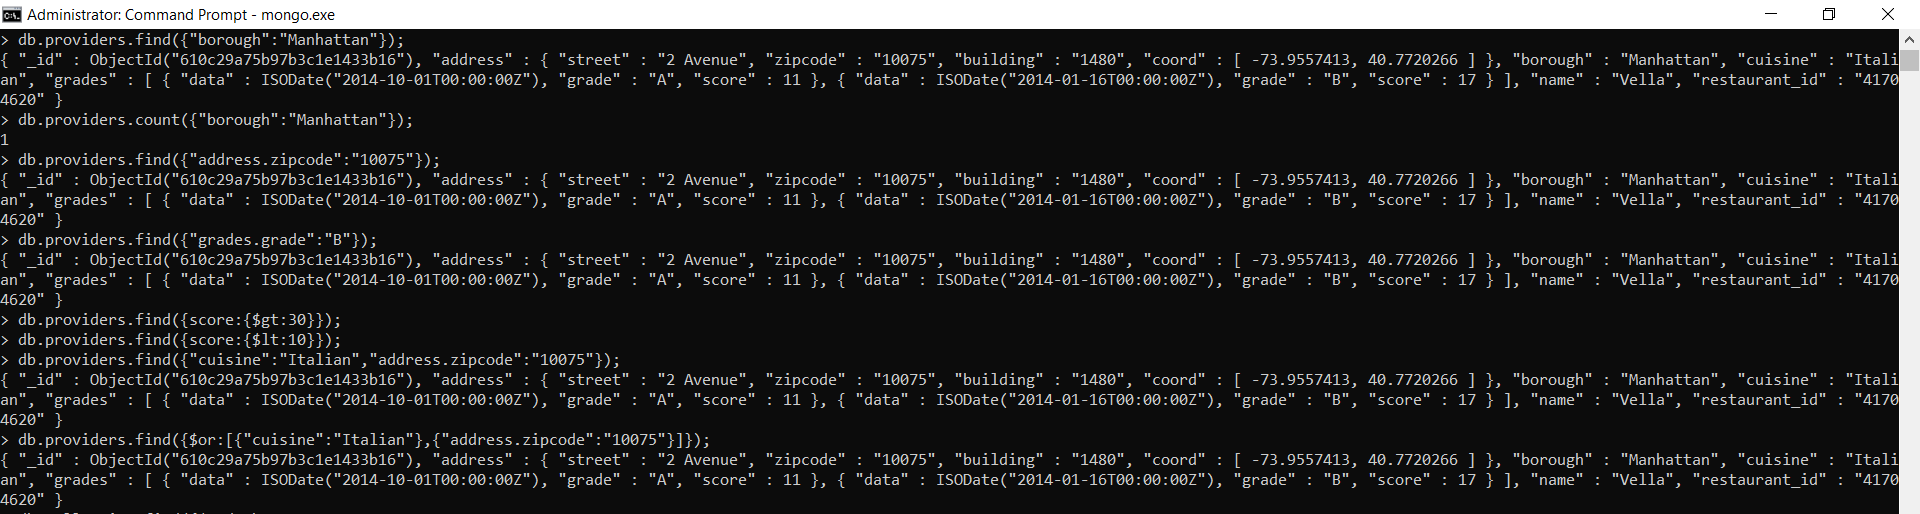 Administrator: Command Prompt - mongo.exe
> db.providers.find({"borough":"Manhattan"});
{ "_id" : ObjectId("610c29a75b97b3c1e1433b16"), "address" : { "street" : "2 Avenue", "zipcode" : "10075", "building" : "1480", "coord" : [ -73.9557413, 40.7720266 ] }, "borough" : "Manhattan", "cuisine" : "Itali
an", "grades" : [ { "data" : ISODate("2014-10-01T00:00:00Z"), "grade" : "A", "score" : 11 }, { "data" : ISODate("2014-01-16T00:00:00Z"), "grade" : "B", "score" : 17 } ], "name" : "Vella", "restaurant_id" : "4170
4620" }
> db.providers.count({"borough":"Manhattan"});
1
> db.providers.find({"address.zipcode":"10075"});
{ "_id" : ObjectId("610c29a75b97b3c1e1433b16"), "address" : { "street" : "2 Avenue", "zipcode" : "10075", "building" : "1480", "coord" : [ -73.9557413, 40.7720266 ] }, "borough" : "Manhattan", "cuisine" : "Itali
an", "grades" : [ { "data" : ISODate("2014-10-01T00:00:00Z"), "grade" : "A", "score" : 11 }, { "data" : ISODate("2014-01-16T00:00:00Z"), "grade" : "B", "score" : 17 } ], "name" : "Vella", "restaurant_id" : "4170
4620" }
> db.providers.find({"grades.grade":"B"});
{ "_id" : ObjectId("610c29a75b97b3c1e1433b16"), "address" : { "street" : "2 Avenue", "zipcode" : "10075", "building" : "1480", "coord" : [ -73.9557413, 40.7720266 ] }, "borough" : "Manhattan", "cuisine" : "Itali
an", "grades" : [ { "data" : ISODate("2014-10-01T00:00:00Z"), "grade" : "A", "score" : 11 }, { "data" : ISODate("2014-01-16T00:00:00Z"), "grade" : "B", "score" : 17 } ], "name" : "Vella", "restaurant_id" : "4170
4620" }
> db.providers.find({score:{$gt:30}});
> db.providers.find({score:{$lt:10}});
> db.providers.find({"cuisine":"Italian","address.zipcode":"10075"});
{ "_id" : ObjectId("610c29a75b97b3c1e1433b16"), "address" : { "street" : "2 Avenue", "zipcode" : "10075", "building" : "1480", "coord" : [ -73.9557413, 40.7720266 ] }, "borough" : "Manhattan", "cuisine" : "Itali
an", "grades" : [ { "data" : ISODate("2014-10-01T00:00:00Z"), "grade" : "A", "score" : 11 }, { "data" : ISODate("2014-01-16T00:00:00Z"), "grade" : "B", "score" : 17 } ], "name" : "Vella", "restaurant_id" : "4170
4620" }
> db.providers.find({$or:[{"cuisine":"Italian"},{"address.zipcode":"10075"}]});
{ "_id" : ObjectId("610c29a75b97b3c1e1433b16"), "address" : { "street" : "2 Avenue", "zipcode" : "10075", "building" : "1480", "coord" : [ -73.9557413, 40.7720266 ] }, "borough" : "Manhattan", "cuisine" : "Itali
an", "grades" : [ { "data" : ISODate("2014-10-01T00:00:00Z"), "grade" : "A", "score" : 11 }, { "data" : ISODate("2014-01-16T00:00:00Z"), "grade" : "B", "score" : 17 } ], "name" : "Vella", "restaurant_id" : "4170
4620" }